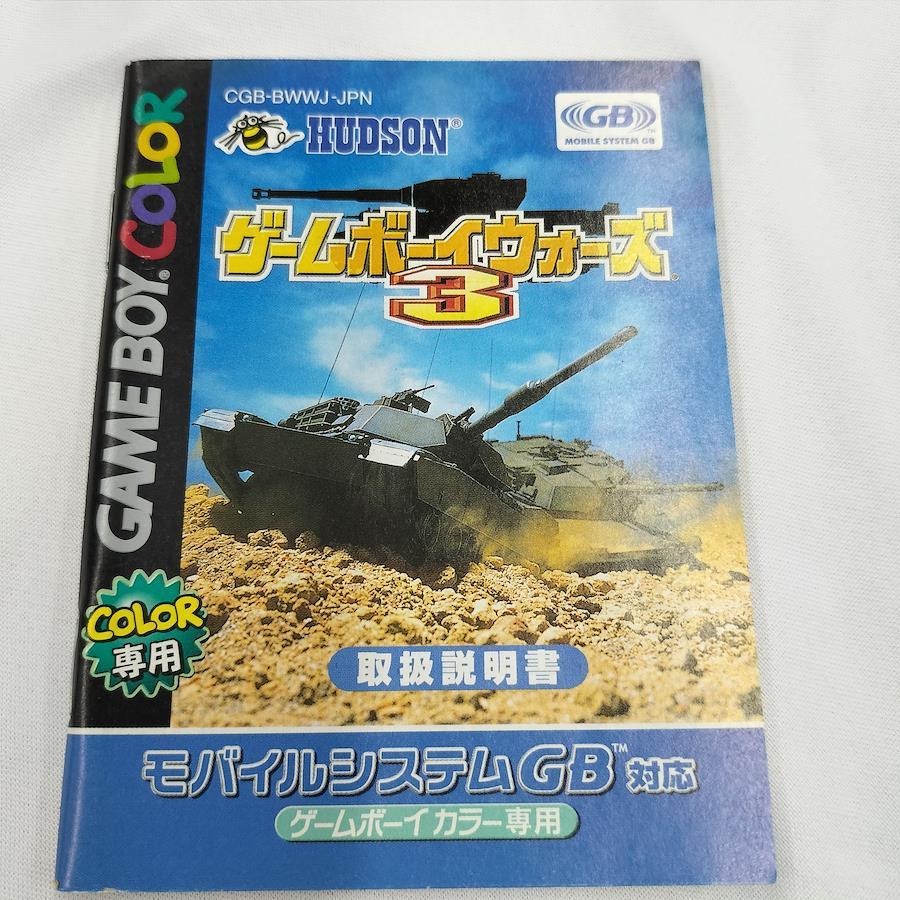 CGB-BWWJ-JPN
HUDSON®
GB™
MOBILE SYSTEM GB
ゲームボーイウォーズ
3
GAME BOY® COLOR
COLOR
専用
取扱説明書
モバイルシステムGB™対応
ゲームボーイカラー専用